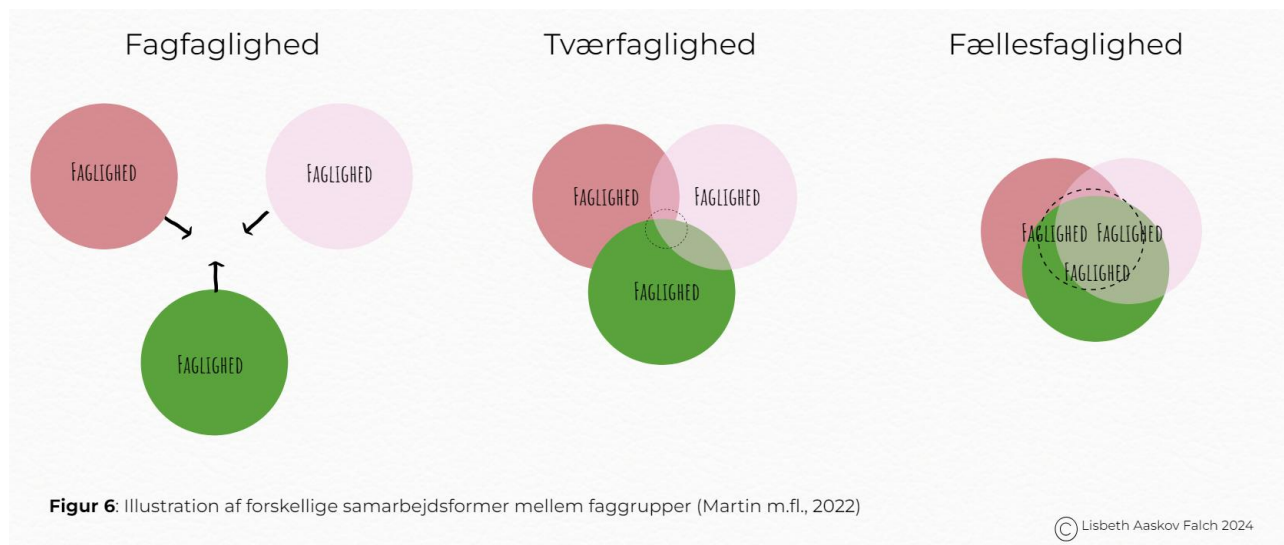 Fagfaglighed
Tværfaglighed
Fællesfaglighed
FAGLIGHED
FAGLIGHED
FAGLIGHED
FAGLIGHED
FAGLIGHED
FAGLIGHED
FAGLIGHED
FAGLIGHED
FAGLIGHED
Figur 6: Illustration af forskellige samarbejdsformer mellem faggrupper (Martin m.fl., 2022)
© Lisbeth Aaskov Falch 2024